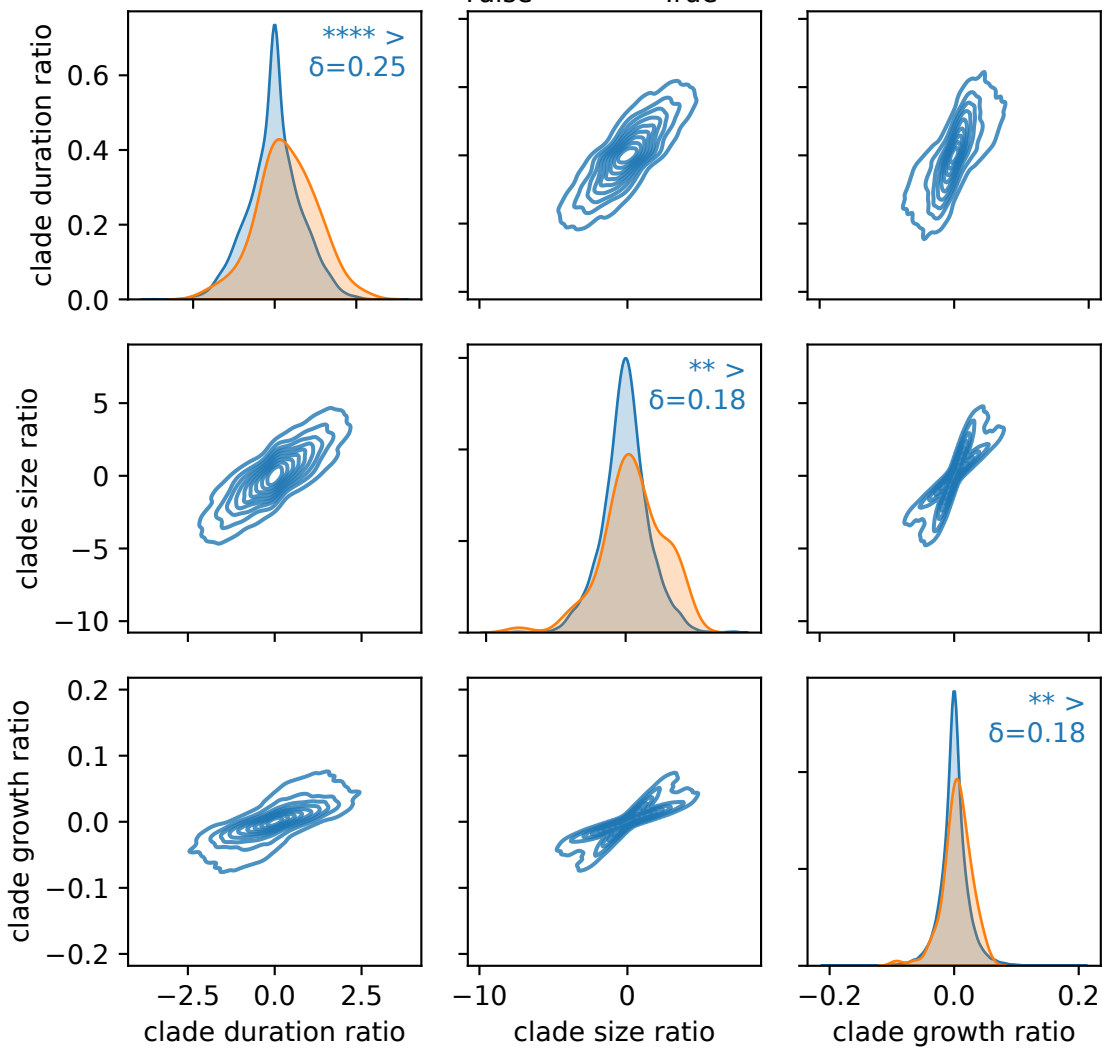 True
clade duration ratio
0.6
0.4
0.2
0.0
**** >
δ=0.25
clade size ratio
5
0
−5
−10
** >
δ=0.18
clade growth ratio
0.2
0.1
0.0
−0.1
−0.2
** >
δ=0.18
−2.5
0.0
2.5
−10
0
−0.2
0.0
0.2
clade duration ratio
clade size ratio
clade growth ratio